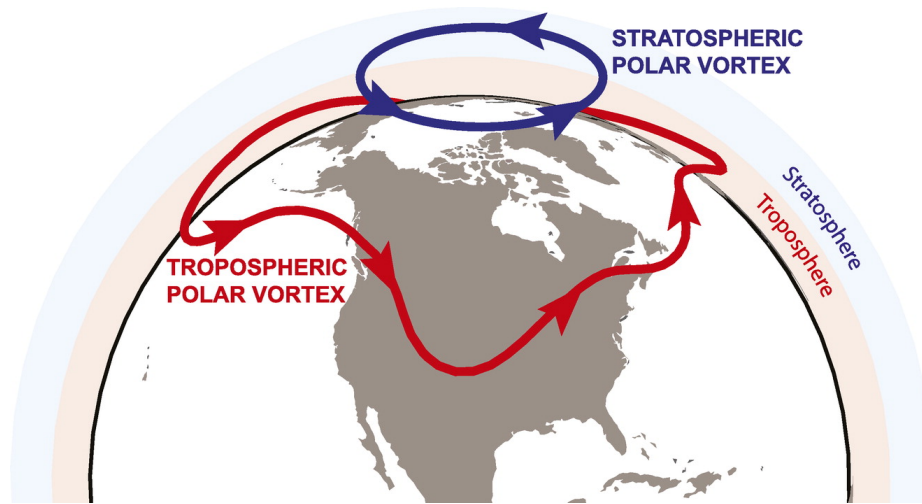 STRATOSPHERIC
POLAR VORTEX
TROPOSPHERIC
POLAR VORTEX
Stratosphere
Troposphere